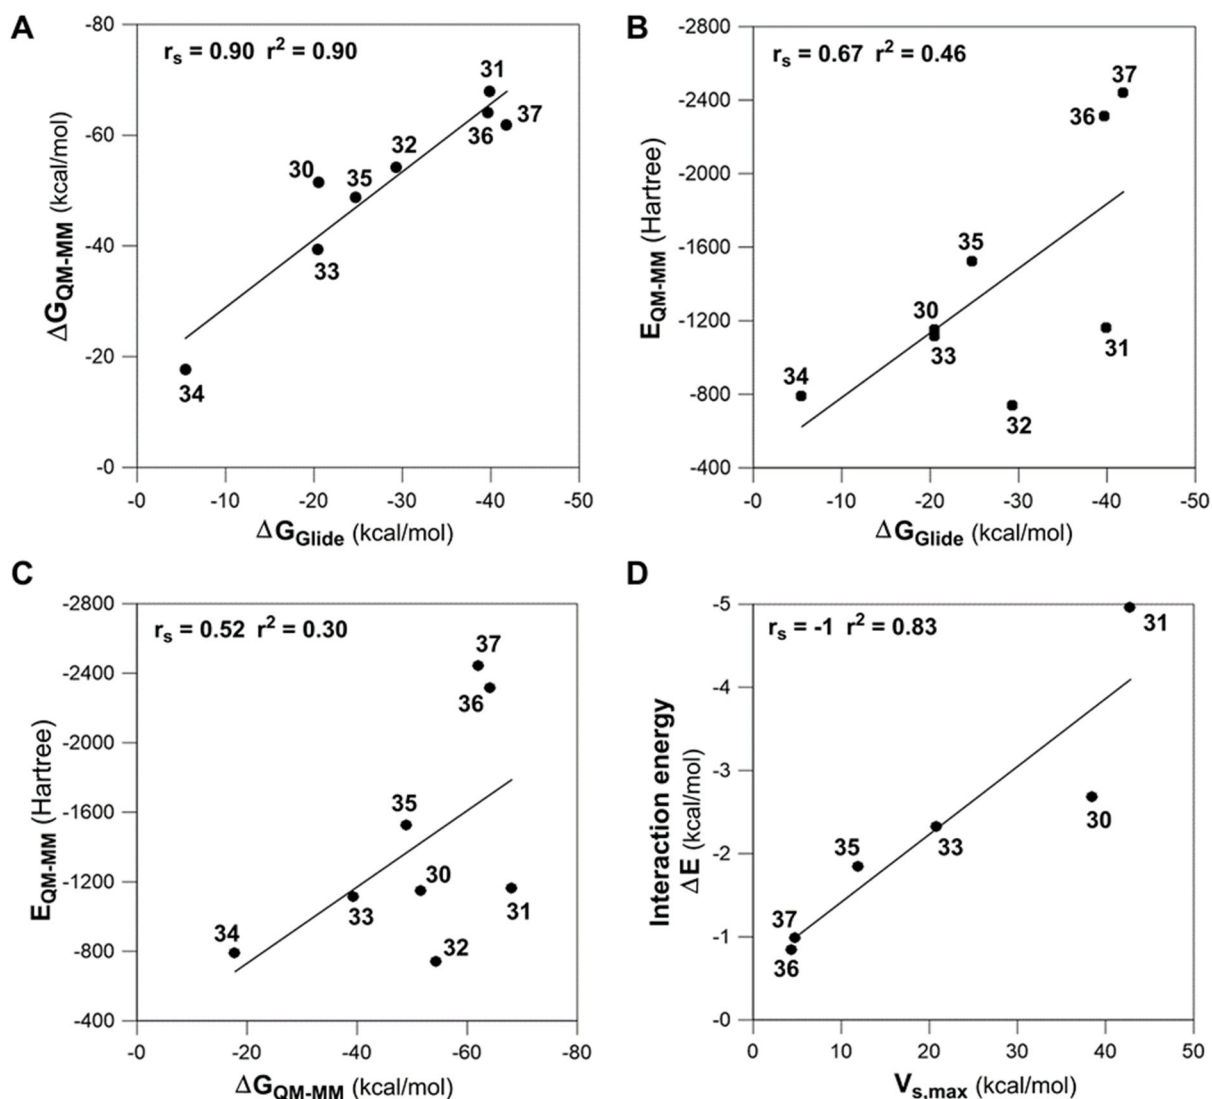 A
r_s = 0.90 r² = 0.90
-80
-60
-40
-20
-0
ΔG_QM-MM (kcal/mol)
31
37
36
32
30
35
33
34
-0 -10 -20 -30 -40 -50
ΔG_Glide (kcal/mol)
B
r_s = 0.67 r² = 0.46
-2800
-2400
-2000
-1600
-1200
-800
-400
E_QM-MM (Hartree)
37
36
35
30
33
31
34
32
-0 -10 -20 -30 -40 -50
ΔG_Glide (kcal/mol)
C
r_s = 0.52 r² = 0.30
-2800
-2400
-2000
-1600
-1200
-800
-400
E_QM-MM (Hartree)
37
36
35
30
33
31
34
32
-0 -20 -40 -60 -80
ΔG_QM-MM (kcal/mol)
D
r_s = -1 r² = 0.83
-5
-4
-3
-2
-1
-0
Interaction energy
ΔE (kcal/mol)
31
30
33
35
37
36
0 10 20 30 40 50
V_s,max (kcal/mol)